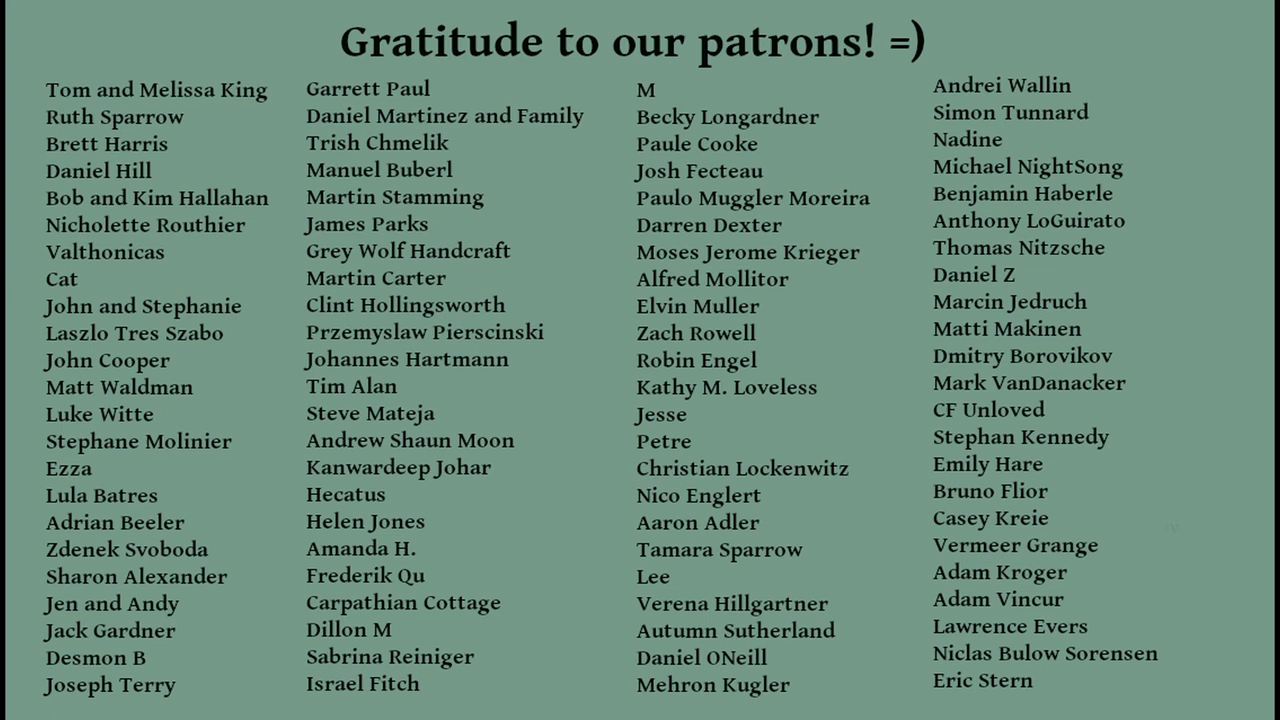 Gratitude to our patrons! =)
Tom and Melissa King
Ruth Sparrow
Brett Harris
Daniel Hill
Bob and Kim Hallahan
Nicholette Routhier
Valthonicas
Cat
John and Stephanie
Laszlo Tres Szabo
John Cooper
Matt Waldman
Luke Witte
Stephane Molinier
Ezza
Lula Batres
Adrian Beeler
Zdenek Svoboda
Sharon Alexander
Jen and Andy
Jack Gardner
Desmon B
Joseph Terry
Garrett Paul
Daniel Martinez and Family
Trish Chmelik
Manuel Buberl
Martin Stamming
James Parks
Grey Wolf Handcraft
Martin Carter
Clint Hollingsworth
Przemyslaw Pierscinski
Johannes Hartmann
Tim Alan
Steve Mateja
Andrew Shaun Moon
Kanwardeep Johar
Hecatus
Helen Jones
Amanda H.
Frederik Qu
Carpathian Cottage
Dillon M
Sabrina Reiniger
Israel Fitch
M
Becky Longardner
Paule Cooke
Josh Fecteau
Paulo Muggler Moreira
Darren Dexter
Moses Jerome Krieger
Alfred Mollitor
Elvin Muller
Zach Rowell
Robin Engel
Kathy M. Loveless
Jesse
Petre
Christian Lockenwitz
Nico Englert
Aaron Adler
Tamara Sparrow
Lee
Verena Hillgartner
Autumn Sutherland
Daniel ONeill
Mehron Kugler
Andrei Wallin
Simon Tunnard
Nadine
Michael NightSong
Benjamin Haberle
Anthony LoGuirato
Thomas Nitzsche
Daniel Z
Marcin Jedruch
Matti Makinen
Dmitry Borovikov
Mark VanDanacker
CF Unloved
Stephan Kennedy
Emily Hare
Bruno Flior
Casey Kreie
Vermeer Grange
Adam Kroger
Adam Vincur
Lawrence Evers
Niclas Bulow Sorensen
Eric Stern